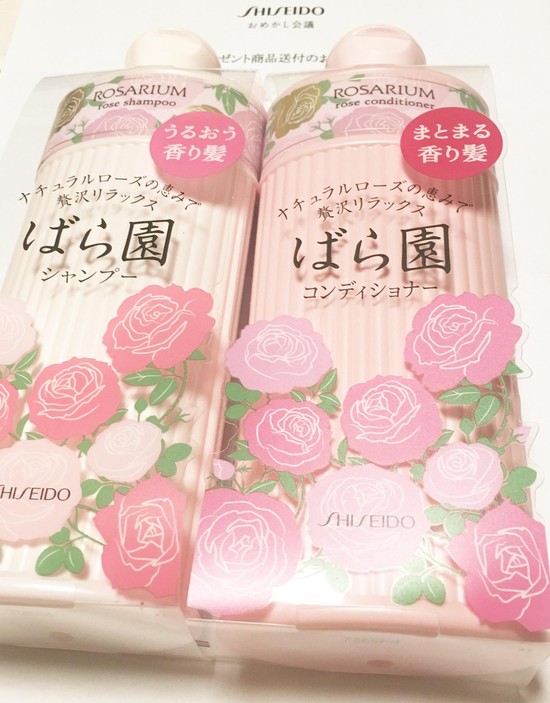 SHISEIDO
おめかし会議
ゼント商品送付のお
ROSARIUM
rose shampoo
うるおう
香り髪
ナチュラルローズの恵みで
贅沢リラックス
ばら園
シャンプー
SHISEIDO
ROSARIUM
rose conditioner
まとまる
香り髪
ナチュラルローズの恵みで
贅沢リラックス
ばら園
コンディショナー
SHISEIDO